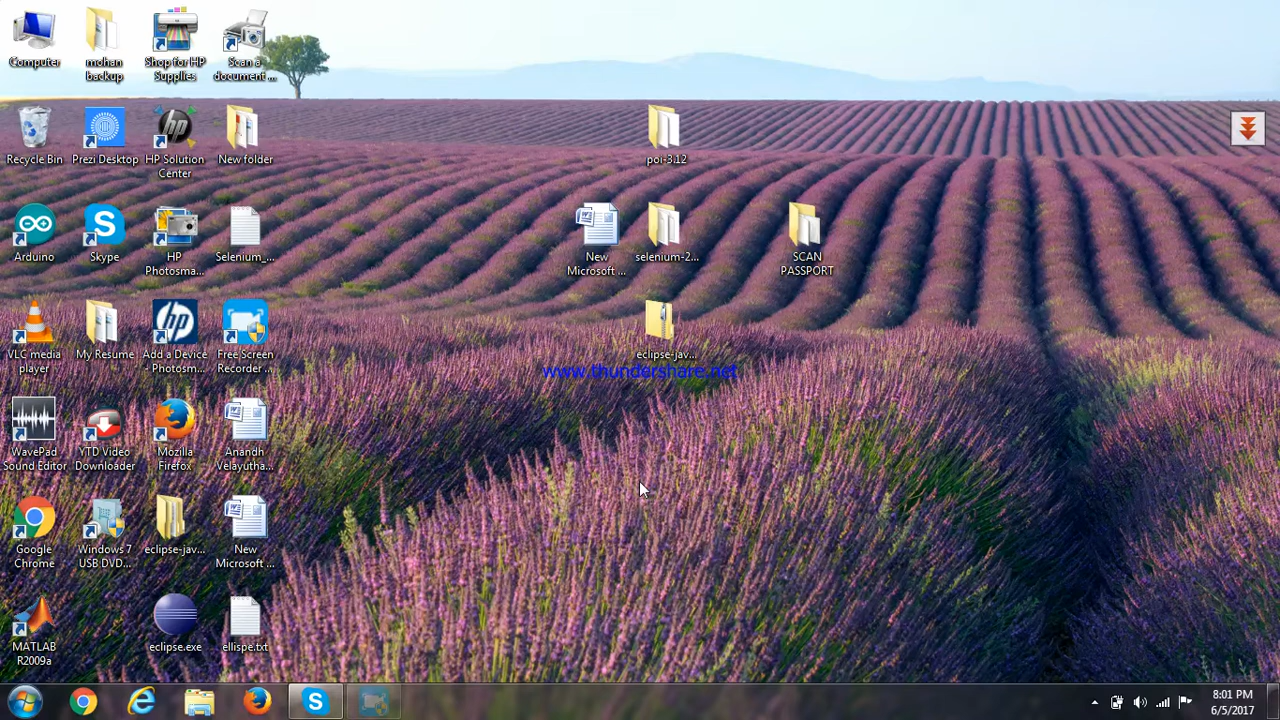 Computer
mohan
backup
Shop for HP
Supplies
Scan a
document ...
Recycle Bin
Prezi Desktop
hp
HP Solution
Center
New folder
poi-3.12
Arduino
Skype
HP
Photosma...
Selenium_...
New
Microsoft ...
selenium-2...
SCAN
PASSPORT
VLC media
player
My Resume
hp
Add a Device
- Photosm...
Free Screen
Recorder ...
eclipse-jav...
www.thundershare.net
WavePad
Sound Editor
YTD Video
Downloader
Mozilla
Firefox
Anandh
Velayutha...
Google
Chrome
Windows 7
USB DVD...
eclipse-jav...
New
Microsoft ...
MATLAB
R2009a
eclipse.exe
ellispe.txt
8:01 PM
6/5/2017